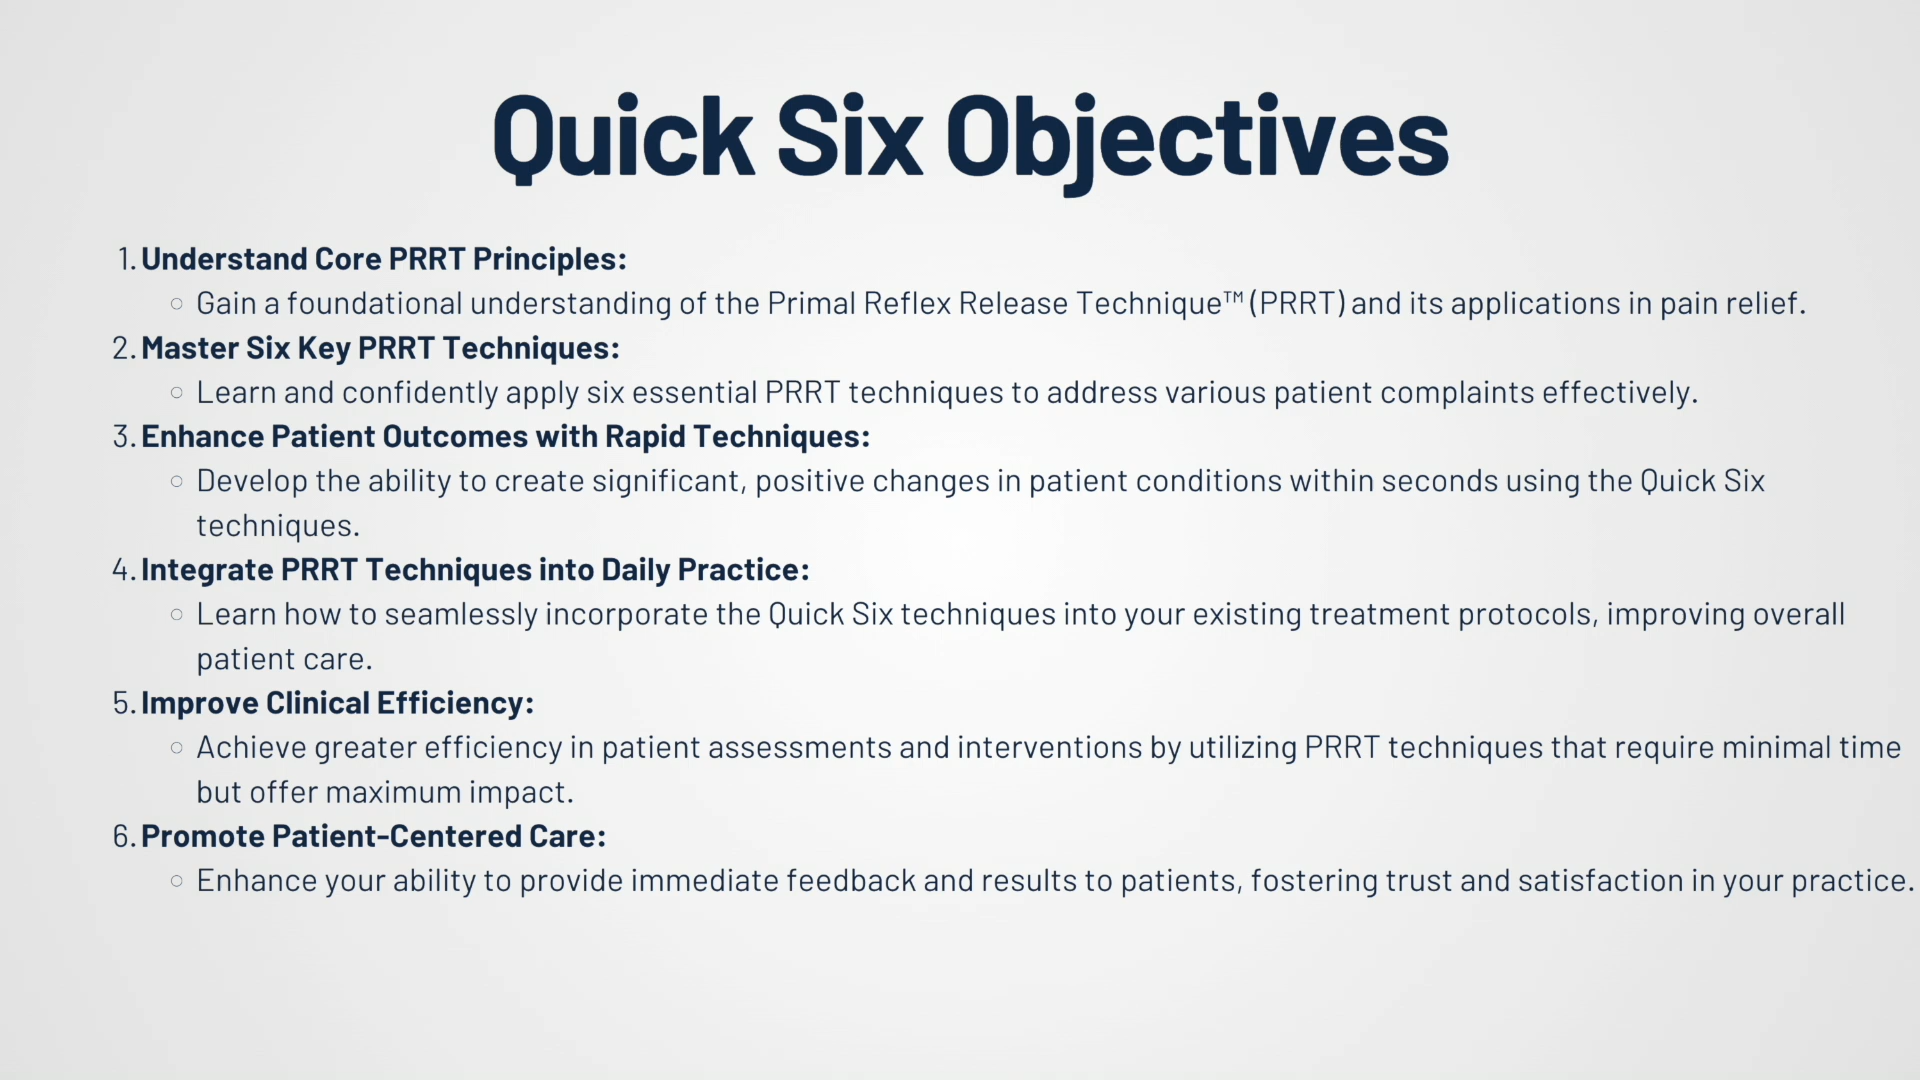 Quick Six Objectives
1. Understand Core PRRT Principles:
○ Gain a foundational understanding of the Primal Reflex Release Technique™ (PRRT) and its applications in pain relief.
2. Master Six Key PRRT Techniques:
○ Learn and confidently apply six essential PRRT techniques to address various patient complaints effectively.
3. Enhance Patient Outcomes with Rapid Techniques:
○ Develop the ability to create significant, positive changes in patient conditions within seconds using the Quick Six
techniques.
4. Integrate PRRT Techniques into Daily Practice:
○ Learn how to seamlessly incorporate the Quick Six techniques into your existing treatment protocols, improving overall
patient care.
5. Improve Clinical Efficiency:
○ Achieve greater efficiency in patient assessments and interventions by utilizing PRRT techniques that require minimal time
but offer maximum impact.
6. Promote Patient-Centered Care:
○ Enhance your ability to provide immediate feedback and results to patients, fostering trust and satisfaction in your practice.